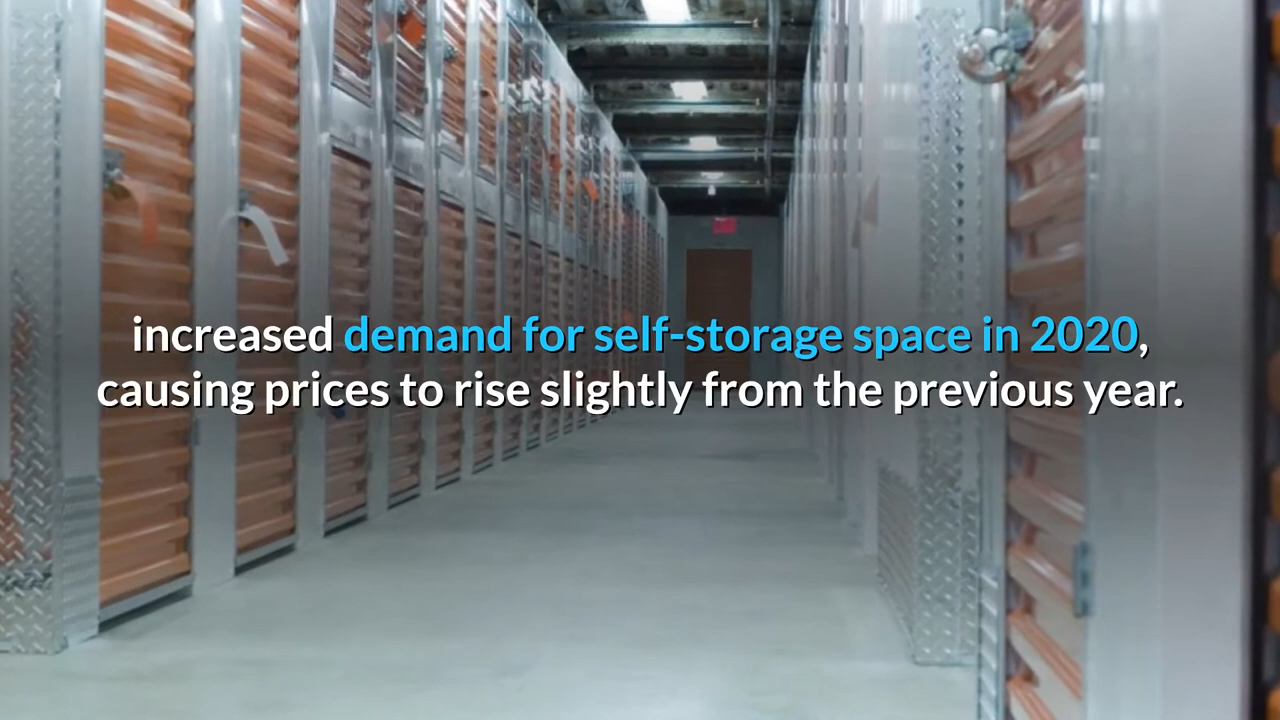 increased demand for self-storage space in 2020,
causing prices to rise slightly from the previous year.